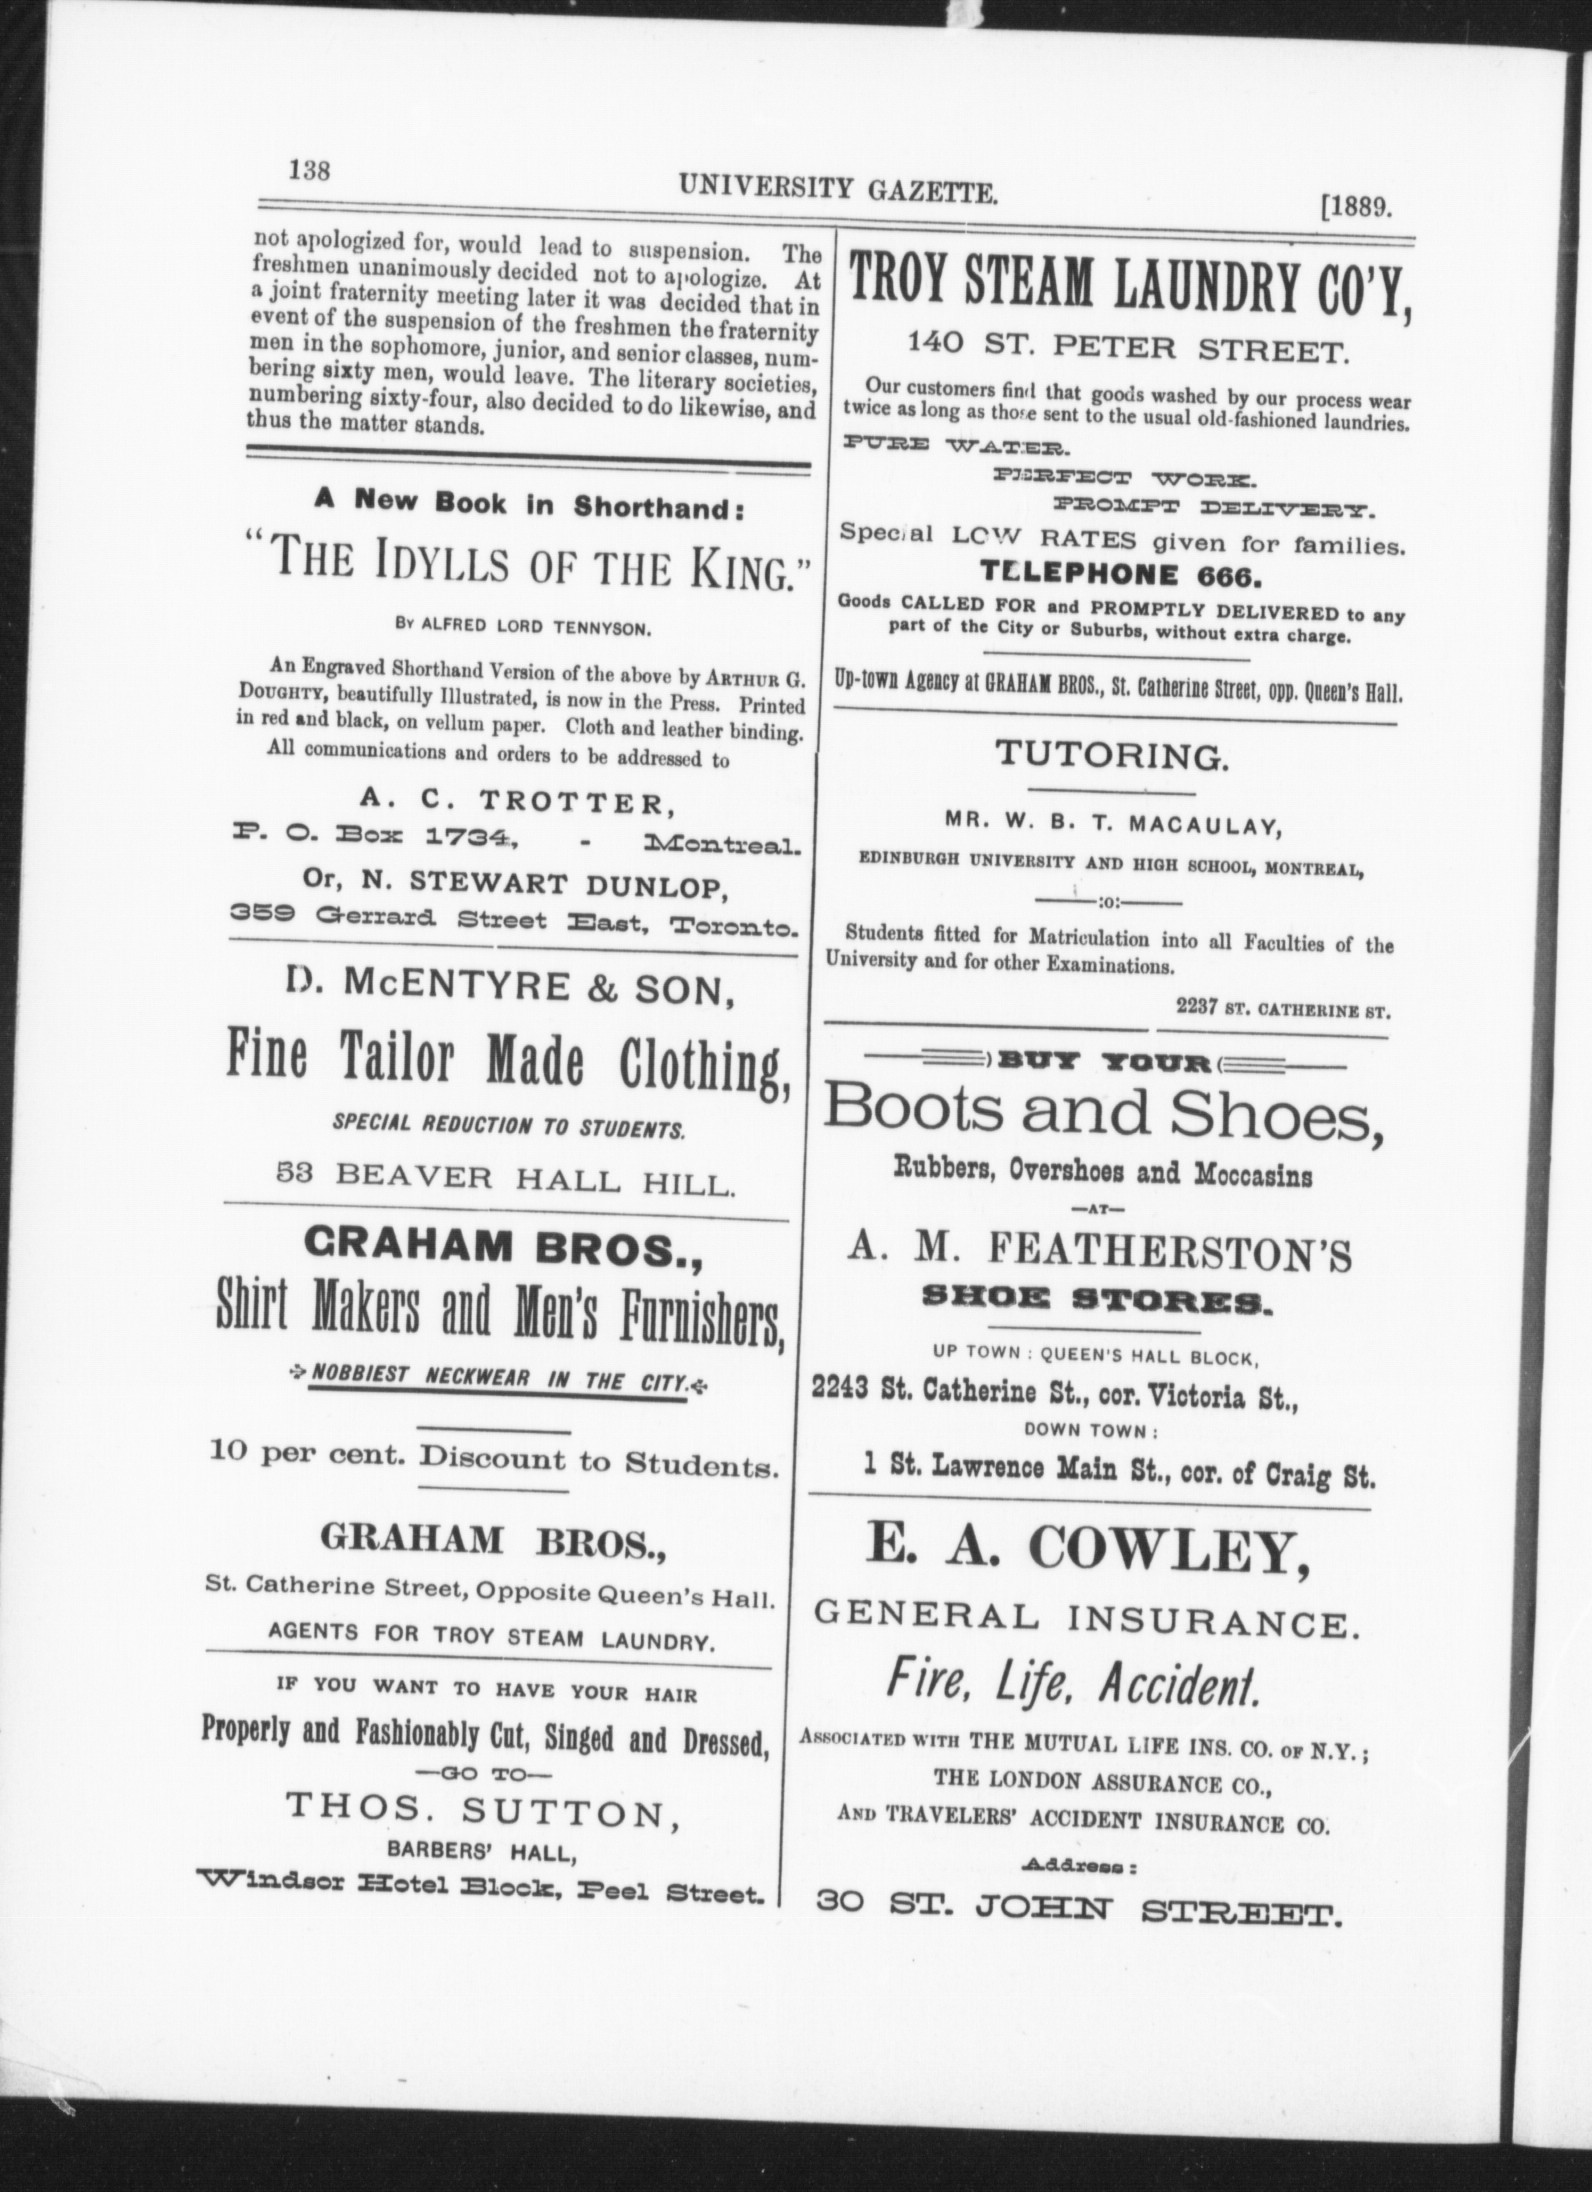 138
UNIVERSITY GAZETTE.
[1889.
not apologized for, would lead to suspension. The
freshmen unanimously decided not to apologize. At
a joint fraternity meeting later it was decided that in
event of the suspension of the freshmen the fraternity
men in the sophomore, junior, and senior classes, num-
bering sixty men, would leave. The literary societies,
numbering sixty-four, also decided to do likewise, and
thus the matter stands.
A New Book in Shorthand:
"THE IDYLLS OF THE KING."
BY ALFRED LORD TENNYSON.
An Engraved Shorthand Version of the above by ARTHUR G.
DOUGHTY, beautifully Illustrated, is now in the Press. Printed
in red and black, on vellum paper. Cloth and leather binding.
All communications and orders to be addressed to
A. C. TROTTER,
P. O. Box 1734, - Montreal.
Or, N. STEWART DUNLOP,
359 Gerrard Street East, Toronto.
D. McENTYRE & SON,
Fine Tailor Made Clothing,
SPECIAL REDUCTION TO STUDENTS.
53 BEAVER HALL HILL.
GRAHAM BROS.,
Shirt Makers and Men's Furnishers,
NOBBIEST NECKWEAR IN THE CITY.
10 per cent. Discount to Students.
GRAHAM BROS.,
St. Catherine Street, Opposite Queen's Hall.
AGENTS FOR TROY STEAM LAUNDRY.
IF YOU WANT TO HAVE YOUR HAIR
Properly and Fashionably Cut, Singed and Dressed,
—GO TO—
THOS. SUTTON,
BARBERS' HALL,
Windsor Hotel Block, Peel Street.
TROY STEAM LAUNDRY CO'Y,
140 ST. PETER STREET.
Our customers find that goods washed by our process wear
twice as long as those sent to the usual old-fashioned laundries.
PURE WATER.
PERFECT WORK.
PROMPT DELIVERY.
Special LOW RATES given for families.
TELEPHONE 666.
Goods CALLED FOR and PROMPTLY DELIVERED to any
part of the City or Suburbs, without extra charge.
Up-town Agency at GRAHAM BROS., St. Catherine Street, opp. Queen's Hall.
TUTORING.
MR. W. B. T. MACAULAY,
EDINBURGH UNIVERSITY AND HIGH SCHOOL, MONTREAL,
:o:
Students fitted for Matriculation into all Faculties of the
University and for other Examinations.
2237 ST. CATHERINE ST.
BUY YOUR
Boots and Shoes,
Rubbers, Overshoes and Moccasins
—AT—
A. M. FEATHERSTON'S
SHOE STORES.
UP TOWN : QUEEN'S HALL BLOCK,
2243 St. Catherine St., cor. Victoria St.,
DOWN TOWN :
1 St. Lawrence Main St., cor. of Craig St.
E. A. COWLEY,
GENERAL INSURANCE.
Fire, Life, Accident.
ASSOCIATED WITH THE MUTUAL LIFE INS. CO. OF N.Y. ;
THE LONDON ASSURANCE CO.,
AND TRAVELERS' ACCIDENT INSURANCE CO.
Address :
30 ST. JOHN STREET.